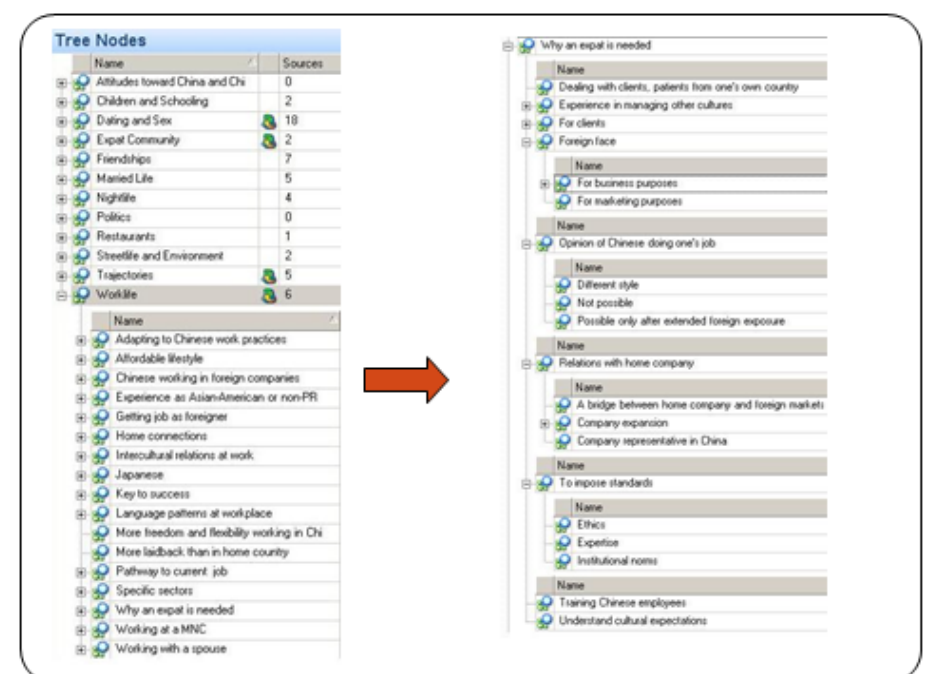 Tree Nodes
Name Sources
Attitudes toward China and Chi 0
Children and Schooling 2
Dating and Sex 18
Expat Community 2
Friendships 7
Married Life 5
Nightlife 4
Politics 0
Restaurants 1
Streetlife and Environment 2
Trajectories 5
Worklife 6
Name
Adapting to Chinese work practices
Affordable lifestyle
Chinese working in foreign companies
Experience as Asian-American or non-PR
Getting job as foreigner
Home connections
Intercultural relations at work
Japanese
Key to success
Language patterns at workplace
More freedom and flexibility working in Chi
More laidback than in home country
Pathway to current job
Specific sectors
Why an expat is needed
Working at a MNC
Working with a spouse
Why an expat is needed
Name
Dealing with clients, patients from one's own country
Experience in managing other cultures
For clients
Foreign face
Name
For business purposes
For marketing purposes
Name
Opinion of Chinese doing one's job
Name
Different style
Not possible
Possible only after extended foreign exposure
Name
Relations with home company
Name
A bridge between home company and foreign markets
Company expansion
Company representative in China
Name
To impose standards
Name
Ethics
Expertise
Institutional norms
Name
Training Chinese employees
Understand cultural expectations